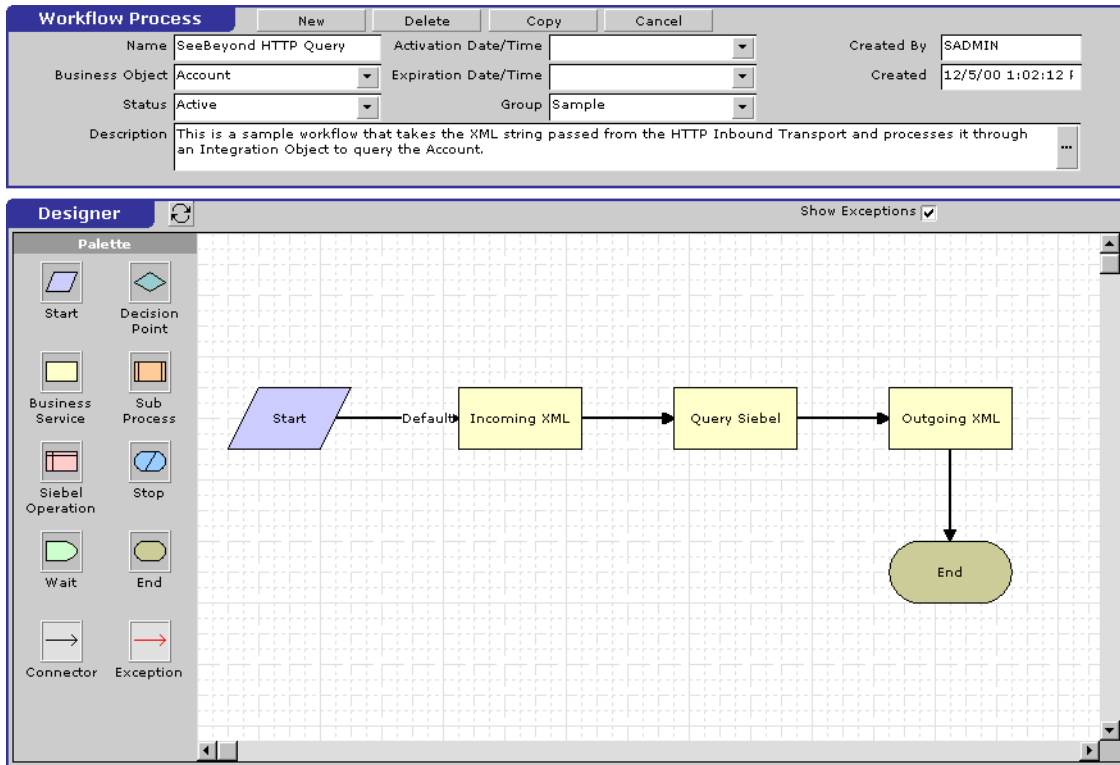 Workflow Process
New
Delete
Copy
Cancel
Name SeeBeyond HTTP Query
Activation Date/Time
Created By SADMIN
Business Object Account
Expiration Date/Time
Created 12/5/00 1:02:12
Status Active
Group Sample
Description This is a sample workflow that takes the XML string passed from the HTTP Inbound Transport and processes it through
an Integration Object to query the Account.
...
Designer
Show Exceptions
Palette
Start
Decision
Point
Business
Service
Sub
Process
Siebel
Operation
Stop
Wait
End
Connector
Exception
Start
Default
Incoming XML
Query Siebel
Outgoing XML
End